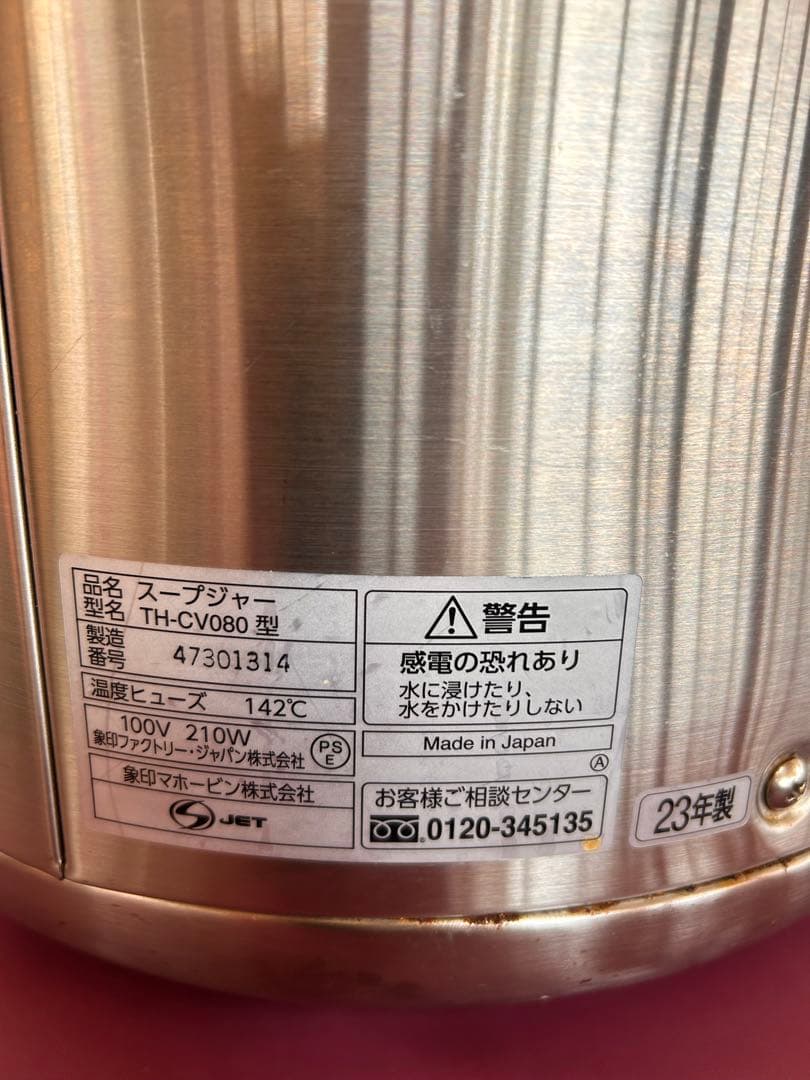 品名 スープジャー
型名 TH-CV080 型
製造番号 47301314
温度ヒューズ 142℃
100V 210W
象印ファクトリー・ジャパン株式会社
PS
E
象印マホービン株式会社
JET
警告
感電の恐れあり
水に浸けたり、
水をかけたりしない
Made in Japan
A
お客様ご相談センター
0120-345135
23年製